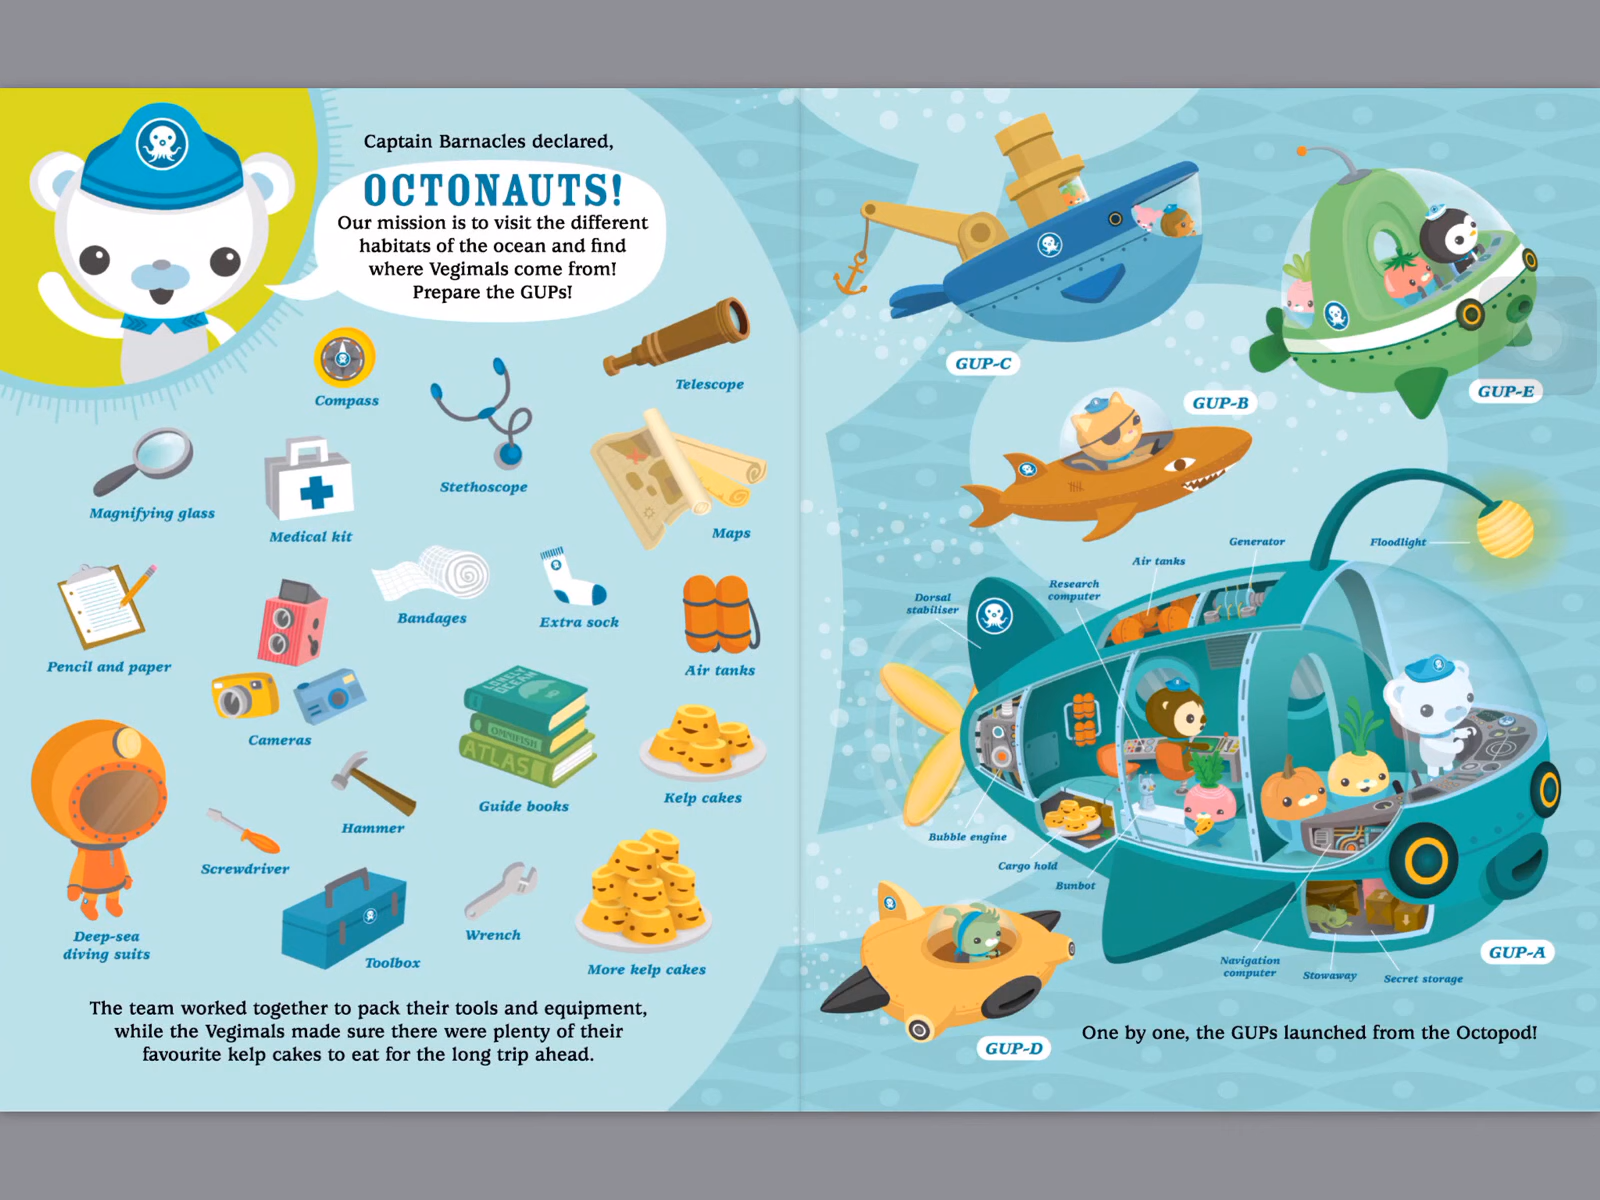 Captain Barnacles declared,
OCTONAUTS!
Our mission is to visit the different
habitats of the ocean and find
where Vegimals come from!
Prepare the GUPs!
Compass
Telescope
Stethoscope
Magnifying glass
Medical kit
Maps
Pencil and paper
Bandages
Extra sock
Air tanks
Cameras
LONELY
OCEAN
OMNIFISH
ATLAS
Guide books
Kelp cakes
Hammer
Screwdriver
Deep-sea
diving suits
Toolbox
Wrench
More kelp cakes
The team worked together to pack their tools and equipment,
while the Vegimals made sure there were plenty of their
favourite kelp cakes to eat for the long trip ahead.
GUP-C
GUP-E
GUP-B
Floodlight
Generator
Air tanks
Research
computer
Dorsal
stabiliser
Bubble engine
Cargo hold
Bunbot
Navigation
computer
Stowaway
Secret storage
GUP-A
GUP-D
One by one, the GUPs launched from the Octopod!